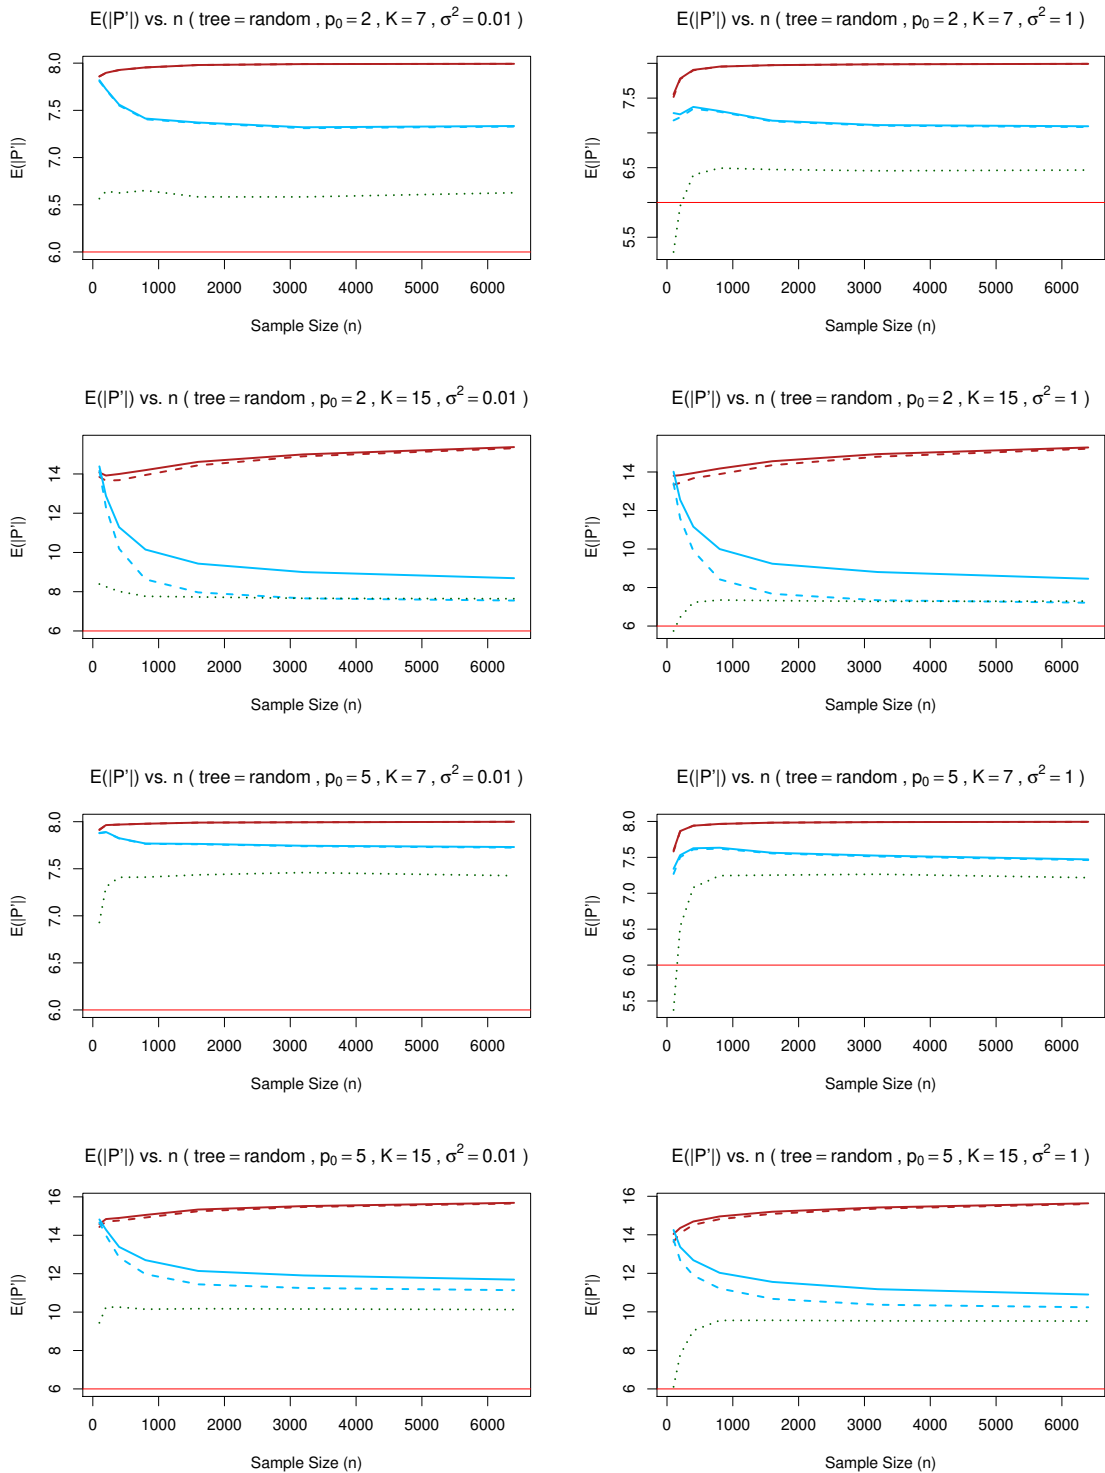 E(|P'|) vs. n ( tree = random , p₀ = 2 , K = 7 , σ² = 0.01 )
E(|P'|)
8.0
7.5
7.0
6.5
6.0
0 1000 2000 3000 4000 5000 6000
Sample Size (n)
E(|P'|) vs. n ( tree = random , p₀ = 2 , K = 7 , σ² = 1 )
E(|P'|)
7.5
6.5
5.5
0 1000 2000 3000 4000 5000 6000
Sample Size (n)
E(|P'|) vs. n ( tree = random , p₀ = 2 , K = 15 , σ² = 0.01 )
E(|P'|)
14
12
10
8
6
0 1000 2000 3000 4000 5000 6000
Sample Size (n)
E(|P'|) vs. n ( tree = random , p₀ = 2 , K = 15 , σ² = 1 )
E(|P'|)
14
12
10
8
6
0 1000 2000 3000 4000 5000 6000
Sample Size (n)
E(|P'|) vs. n ( tree = random , p₀ = 5 , K = 7 , σ² = 0.01 )
E(|P'|)
8.0
7.5
7.0
6.5
6.0
0 1000 2000 3000 4000 5000 6000
Sample Size (n)
E(|P'|) vs. n ( tree = random , p₀ = 5 , K = 7 , σ² = 1 )
E(|P'|)
8.0
7.5
7.0
6.5
6.0
5.5
0 1000 2000 3000 4000 5000 6000
Sample Size (n)
E(|P'|) vs. n ( tree = random , p₀ = 5 , K = 15 , σ² = 0.01 )
E(|P'|)
16
14
12
10
8
6
0 1000 2000 3000 4000 5000 6000
Sample Size (n)
E(|P'|) vs. n ( tree = random , p₀ = 5 , K = 15 , σ² = 1 )
E(|P'|)
16
14
12
10
8
6
0 1000 2000 3000 4000 5000 6000
Sample Size (n)